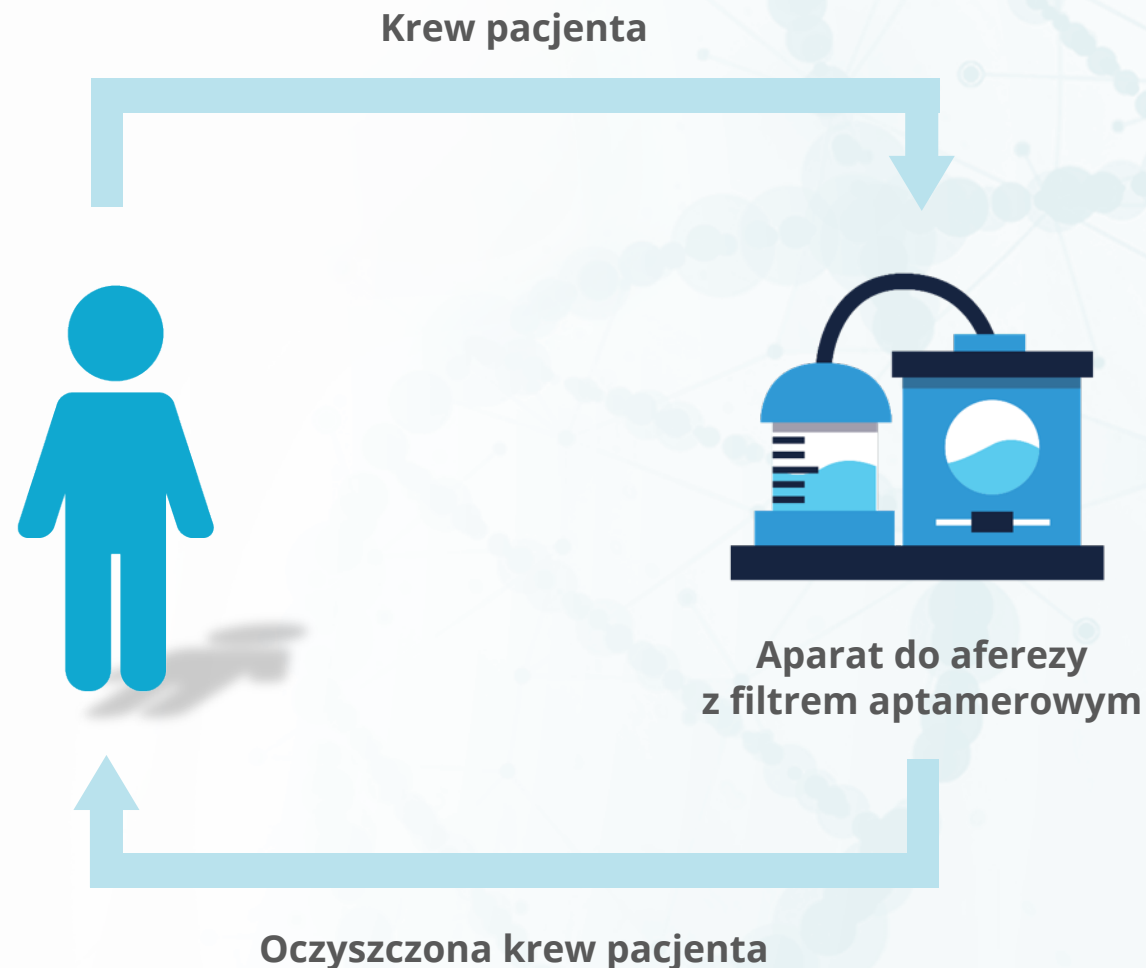 Krew pacjenta
Aparat do aferezy
z filtrem aptamerowym
Oczyszczona krew pacjenta